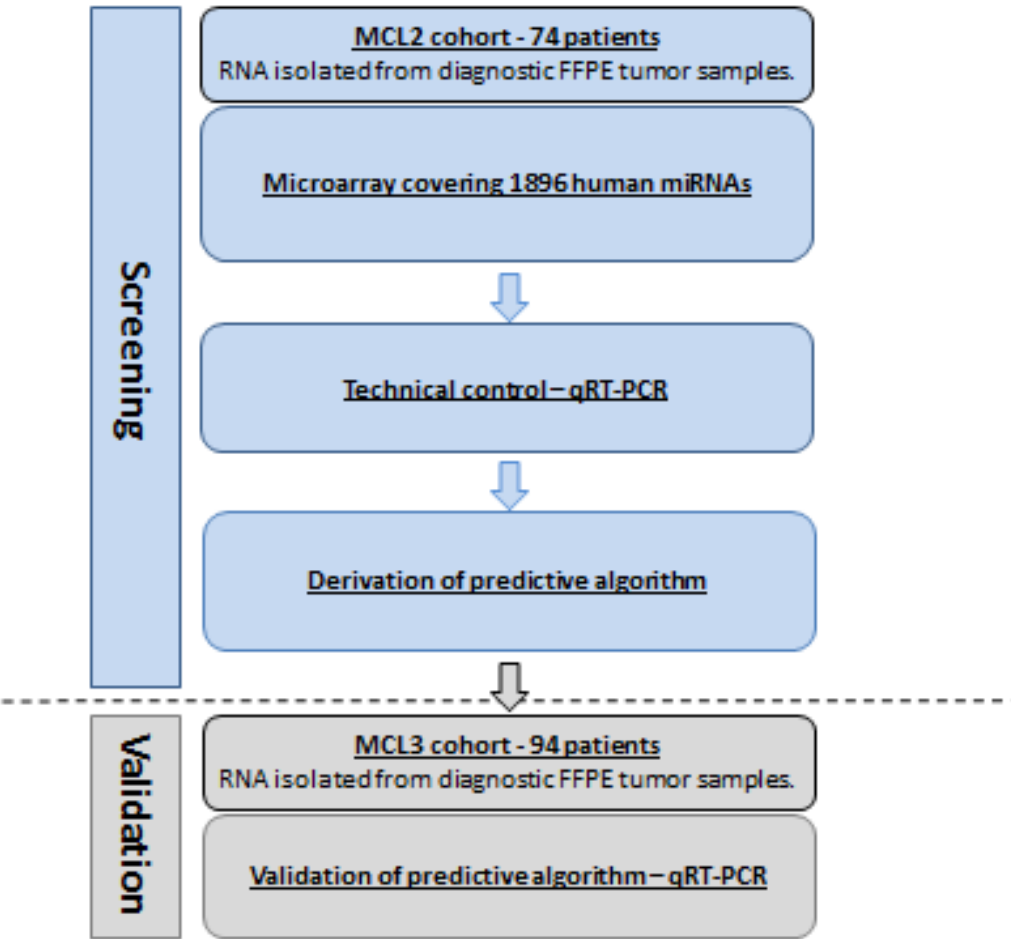 Screening
MCL2 cohort - 74 patients
RNA isolated from diagnostic FFPE tumor samples.
Microarray covering 1896 human miRNAs
Technical control – qRT-PCR
Derivation of predictive algorithm
Validation
MCL3 cohort - 94 patients
RNA isolated from diagnostic FFPE tumor samples.
Validation of predictive algorithm – qRT-PCR